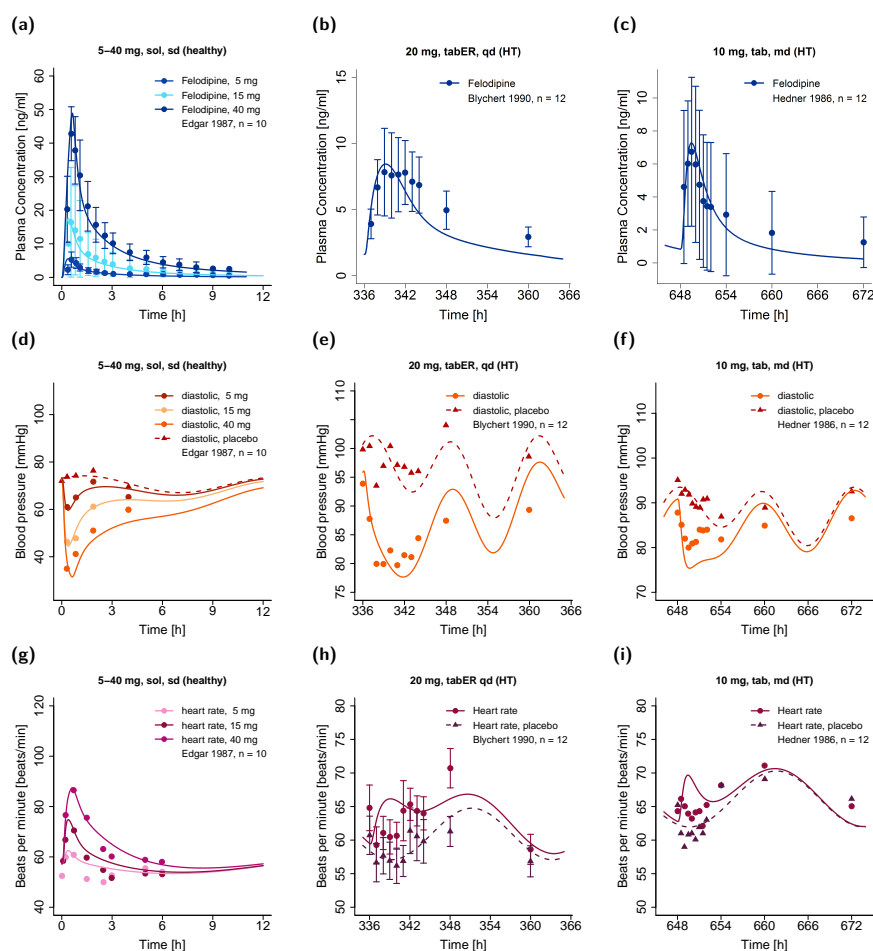 (a)
5–40 mg, sol, sd (healthy)
Plasma Concentration [ng/ml]
60
50
40
30
20
10
0
Felodipine, 5 mg
Felodipine, 15 mg
Felodipine, 40 mg
Edgar 1987, n = 10
0 3 6 9 12
Time [h]
(b)
20 mg, tabER, qd (HT)
Plasma Concentration [ng/ml]
15
10
5
0
Felodipine
Blychert 1990, n = 12
336 342 348 354 360 366
Time [h]
(c)
10 mg, tab, md (HT)
Plasma Concentration [ng/ml]
10
8
6
4
2
0
Felodipine
Hedner 1986, n = 12
648 654 660 666 672
Time [h]
(d)
5–40 mg, sol, sd (healthy)
Blood pressure [mmHg]
100
80
60
40
diastolic, 5 mg
diastolic, 15 mg
diastolic, 40 mg
diastolic, placebo
Edgar 1987, n = 10
0 3 6 9 12
Time [h]
(e)
20 mg, tabER, qd (HT)
Blood pressure [mmHg]
110
105
100
95
90
85
80
75
diastolic
diastolic, placebo
Blychert 1990, n = 12
336 342 348 354 360 366
Time [h]
(f)
10 mg, tab, md (HT)
Blood pressure [mmHg]
110
100
90
80
70
diastolic
diastolic, placebo
Hedner 1986, n = 12
648 654 660 666 672
Time [h]
(g)
5–40 mg, sol, sd (healthy)
Beats per minute [beats/min]
120
100
80
60
40
heart rate, 5 mg
heart rate, 15 mg
heart rate, 40 mg
Edgar 1987, n = 10
0 3 6 9 12
Time [h]
(h)
20 mg, tabER qd (HT)
Beats per minute [beats/min]
80
75
70
65
60
55
50
Heart rate
Heart rate, placebo
Blychert 1990, n = 12
336 342 348 354 360 366
Time [h]
(i)
10 mg, tab, md (HT)
Beats per minute [beats/min]
80
75
70
65
60
55
50
Heart rate
Heart rate, placebo
Hedner 1986, n = 12
648 654 660 666 672
Time [h]